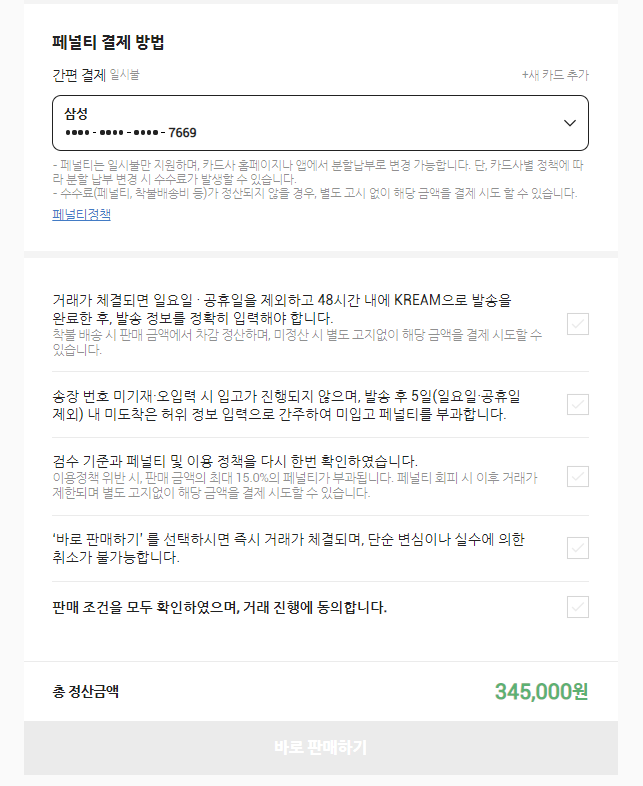 페널티 결제 방법
간편 결제 일시불
+새 카드 추가
삼성
•••• - •••• - •••• - 7669
- 페널티는 일시불만 지원하며, 카드사 홈페이지나 앱에서 분할납부로 변경 가능합니다. 단, 카드사별 정책에 따
라 분할 납부 변경 시 수수료가 발생할 수 있습니다.
- 수수료(페널티, 착불배송비 등)가 정산되지 않을 경우, 별도 고시 없이 해당 금액을 결제 시도 할 수 있습니다.
페널티정책
거래가 체결되면 일요일 · 공휴일을 제외하고 48시간 내에 KREAM으로 발송을
완료한 후, 발송 정보를 정확히 입력해야 합니다.
착불 배송 시 판매 금액에서 차감 정산하며, 미정산 시 별도 고지없이 해당 금액을 결제 시도할 수
있습니다.
송장 번호 미기재·오입력 시 입고가 진행되지 않으며, 발송 후 5일(일요일·공휴일
제외) 내 미도착은 허위 정보 입력으로 간주하여 미입고 페널티를 부과합니다.
검수 기준과 페널티 및 이용 정책을 다시 한번 확인하였습니다.
이용정책 위반 시, 판매 금액의 최대 15.0%의 페널티가 부과됩니다. 페널티 회피 시 이후 거래가
제한되며 별도 고지없이 해당 금액을 결제 시도할 수 있습니다.
‘바로 판매하기’ 를 선택하시면 즉시 거래가 체결되며, 단순 변심이나 실수에 의한
취소가 불가능합니다.
판매 조건을 모두 확인하였으며, 거래 진행에 동의합니다.
총 정산금액
345,000원
바로 판매하기